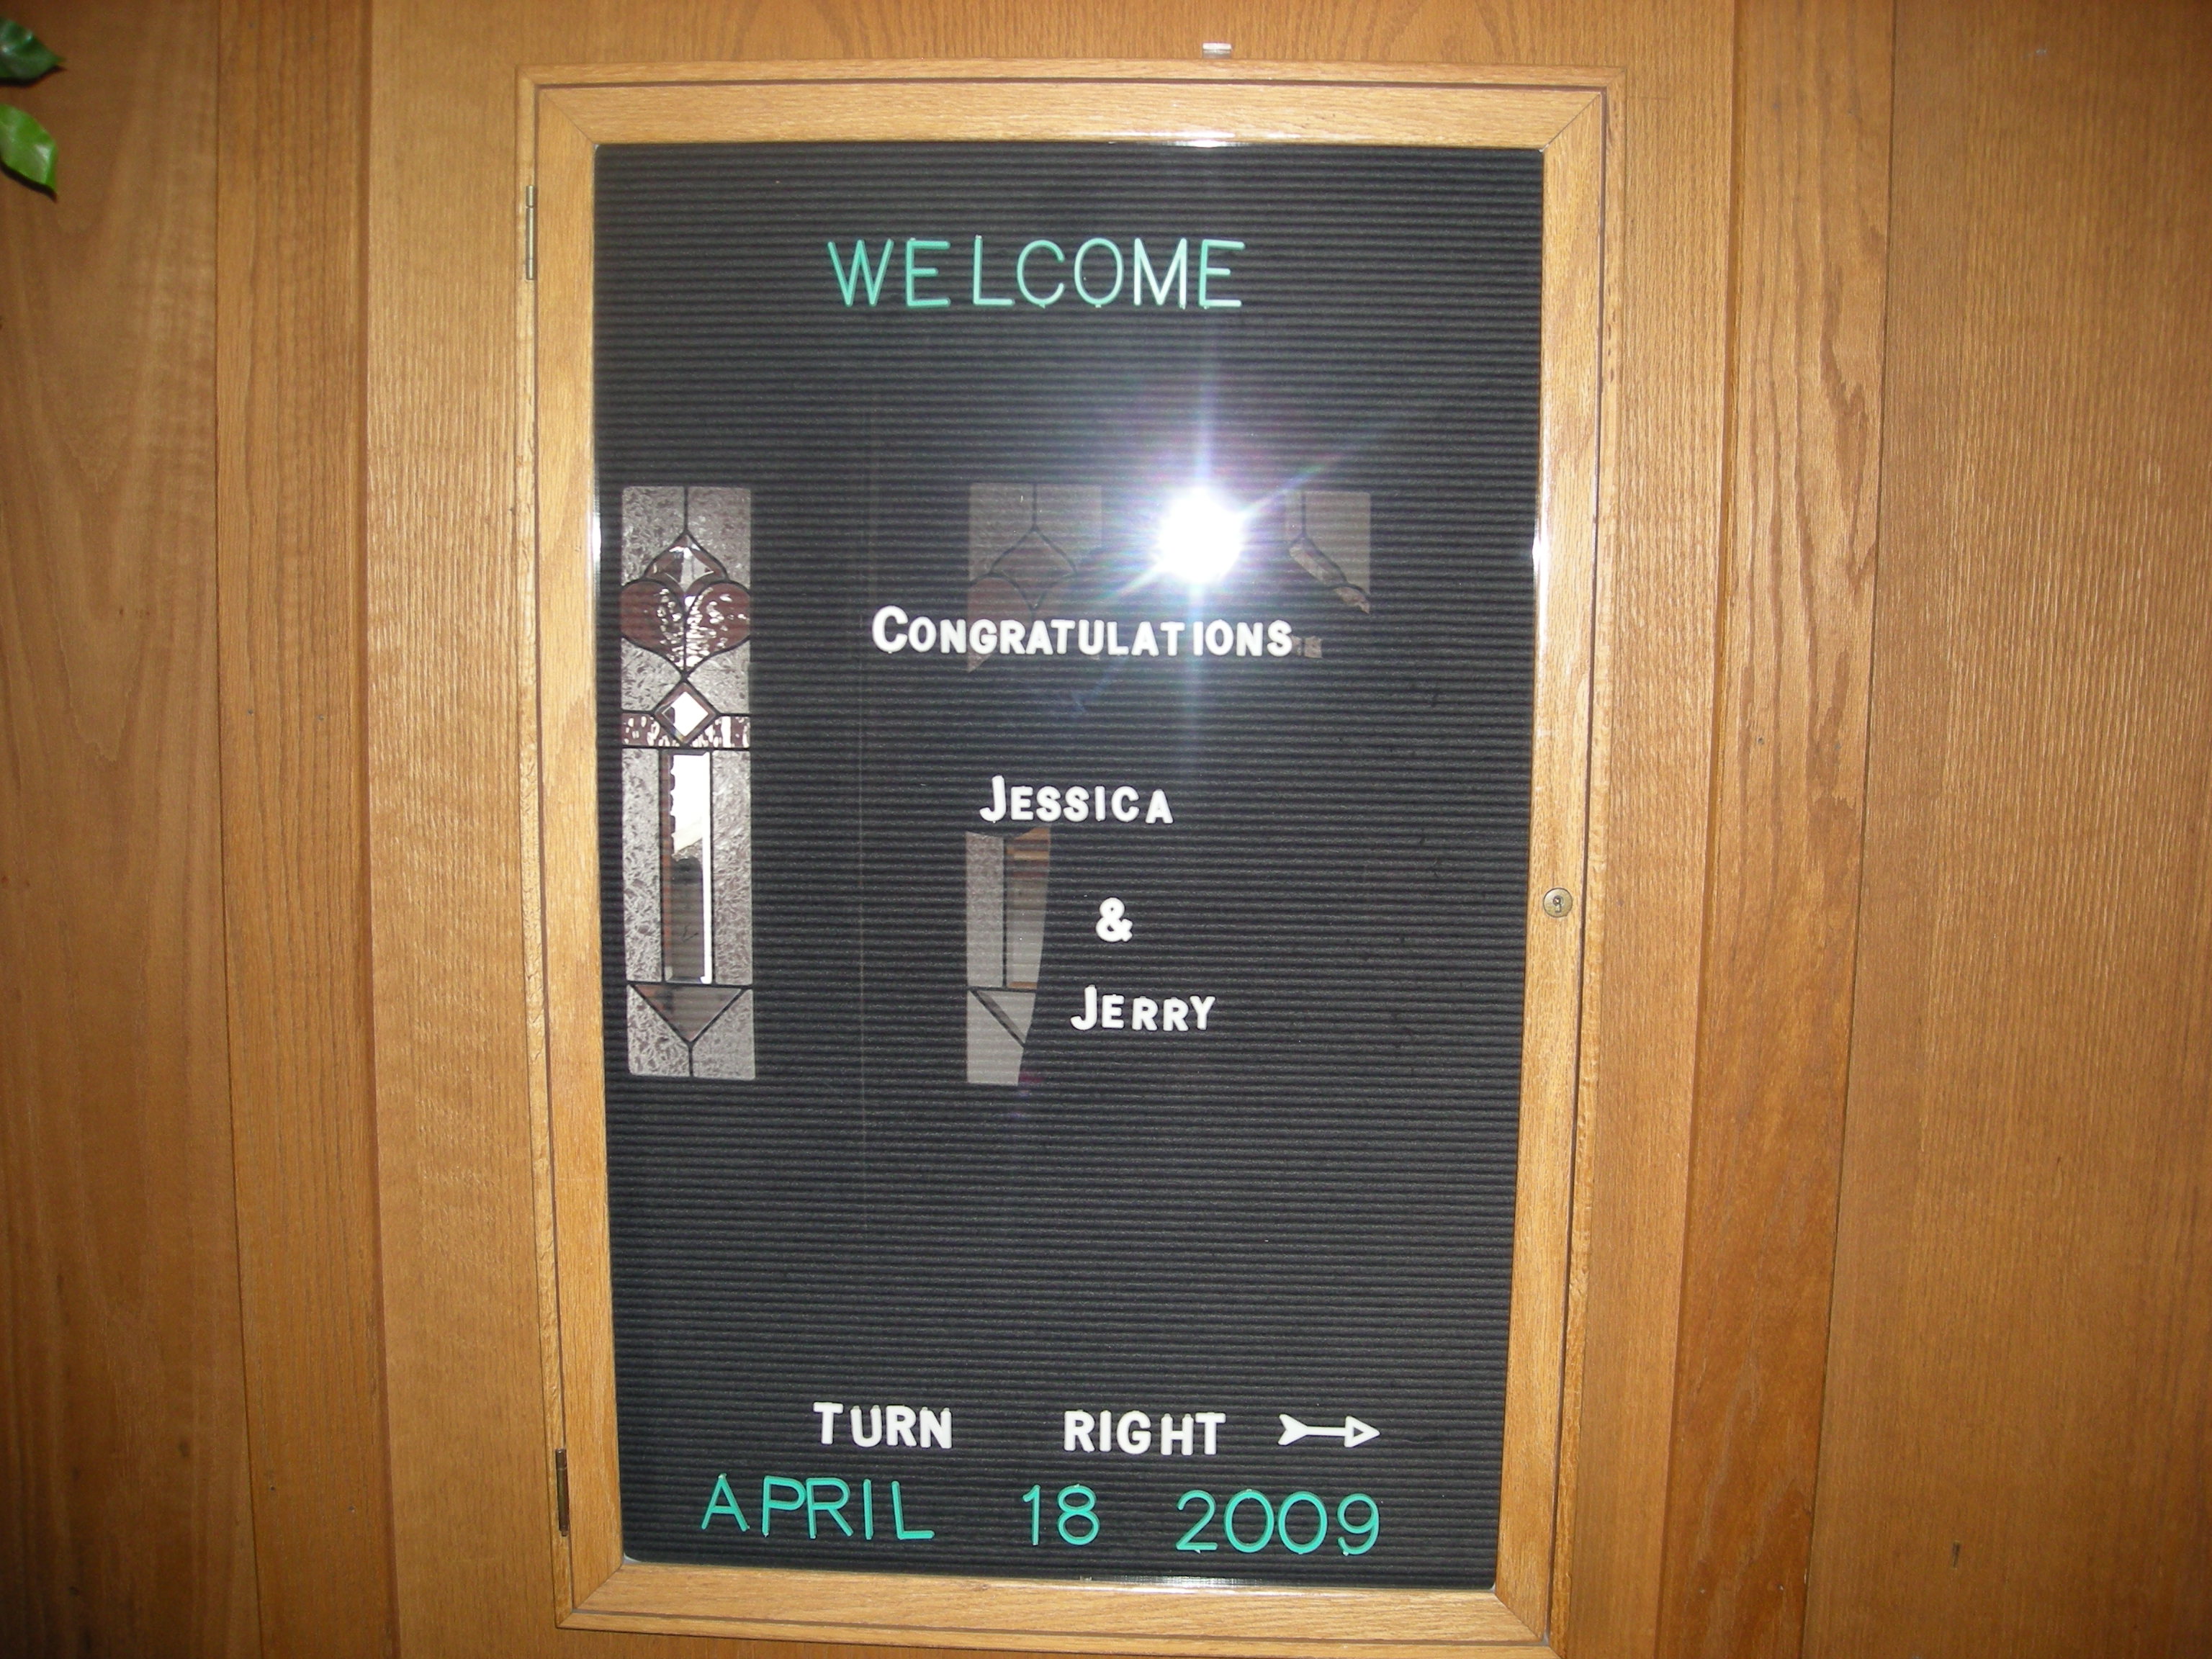 WELCOME
CONGRATULATIONS
JESSICA
&
JERRY
TURN RIGHT
APRIL 18 2009